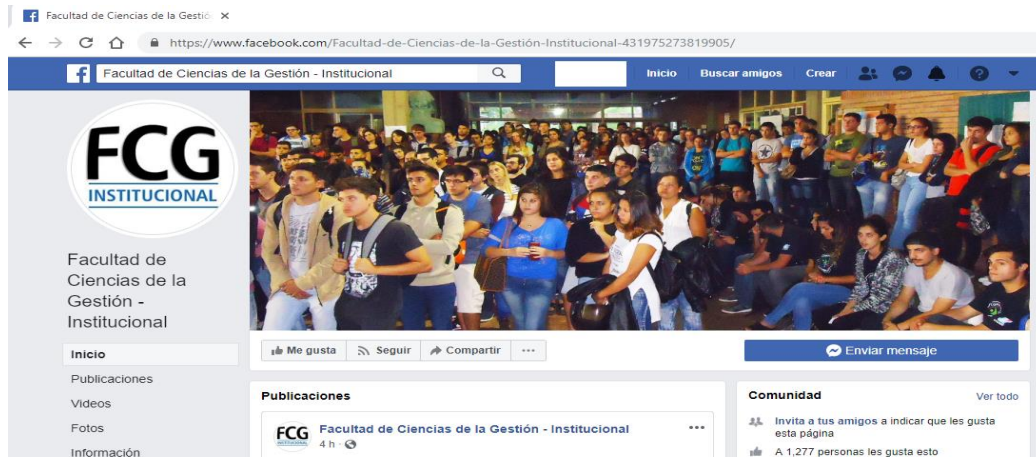 Facultad de Ciencias de la Gestió
https://www.facebook.com/Facultad-de-Ciencias-de-la-Gestión-Institucional-431975273819905/
Facultad de Ciencias de la Gestión - Institucional
Inicio Buscar amigos Crear
FCG
INSTITUCIONAL
Facultad de
Ciencias de la
Gestión -
Institucional
Inicio
Publicaciones
Videos
Fotos
Información
Me gusta Seguir Compartir ...
Enviar mensaje
Publicaciones
FCG
INSTITUCIONAL
Facultad de Ciencias de la Gestión - Institucional ...
4 h ·
Comunidad Ver todo
Invita a tus amigos a indicar que les gusta
esta página
A 1,277 personas les gusta esto